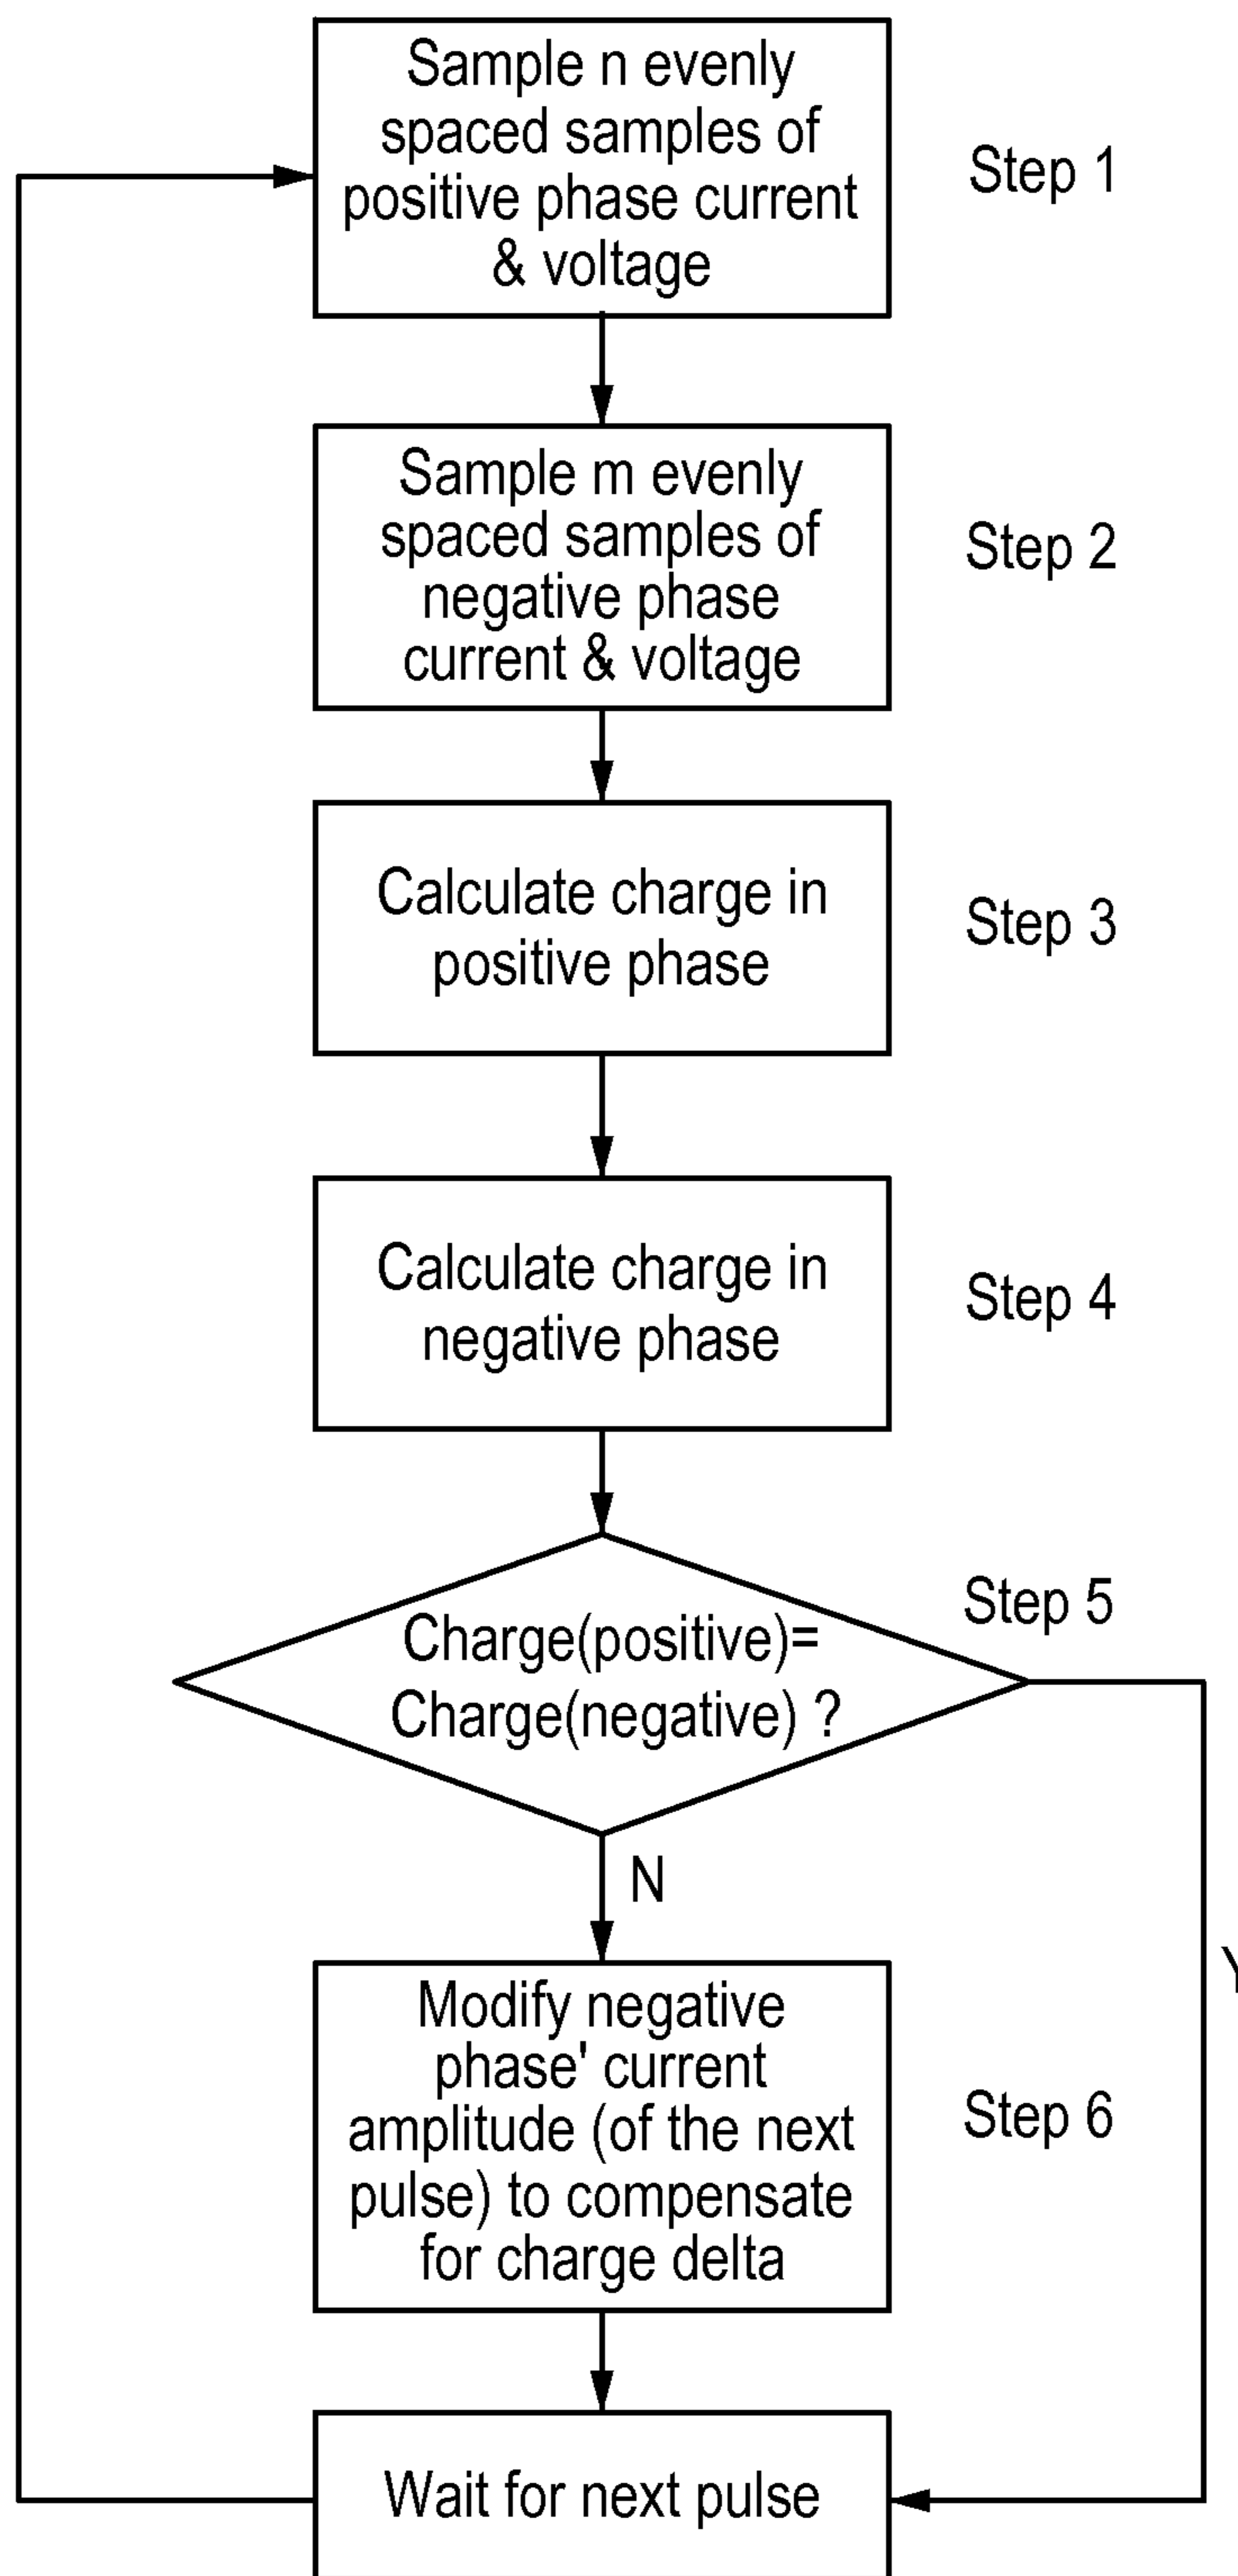 Sample n evenly
spaced samples of
positive phase current
& voltage
Step 1
Sample m evenly
spaced samples of
negative phase
current & voltage
Step 2
Calculate charge in
positive phase
Step 3
Calculate charge in
negative phase
Step 4
Charge(positive)=
Charge(negative) ?
Step 5
N
Y
Modify negative
phase' current
amplitude (of the next
pulse) to compensate
for charge delta
Step 6
Wait for next pulse